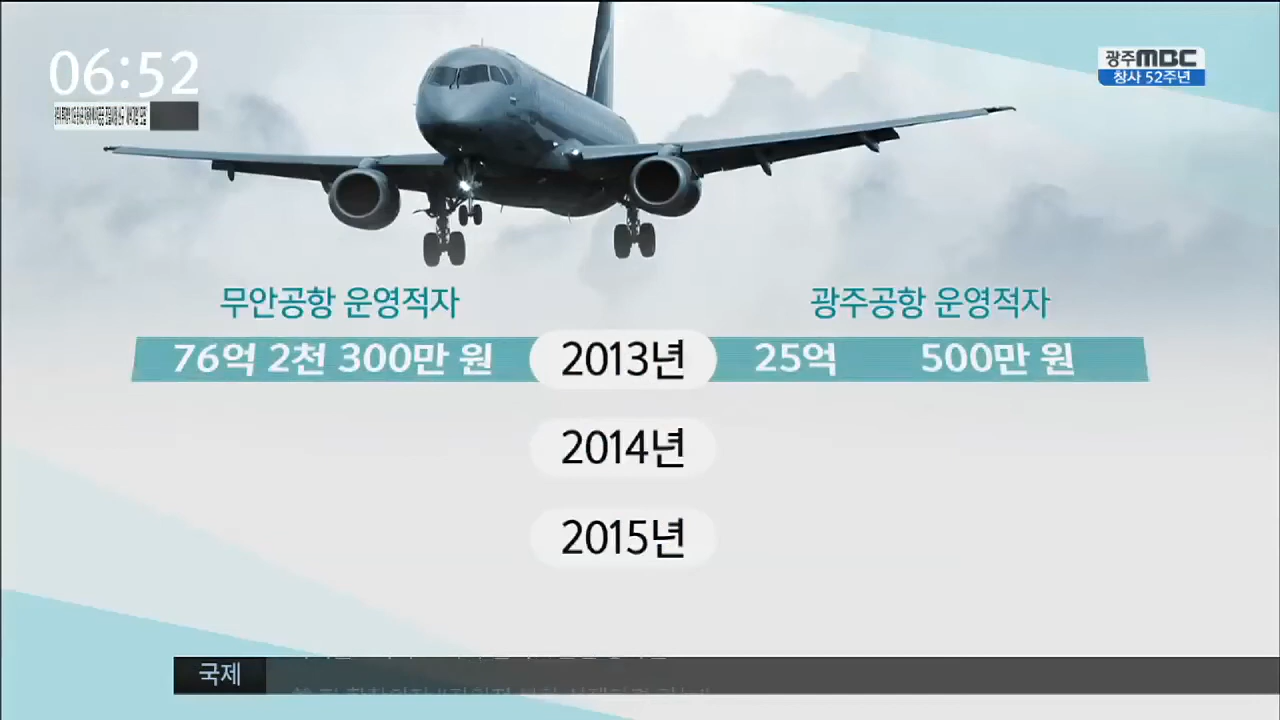 06:52
광주MBC
창사 52주년
무안공항 운영적자
광주공항 운영적자
76억 2천 300만 원
2013년
25억 500만 원
2014년
2015년
국제